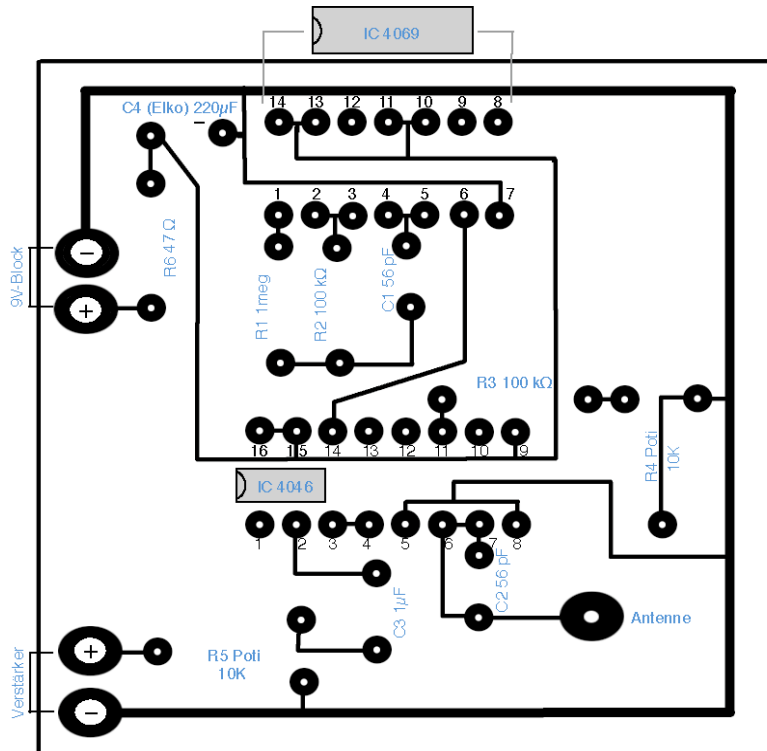 IC 4069
C4 (Elko) 220µF
–
14 13 12 11 10 9 8
1 2 3 4 5 6 7
R6 47 Ω
9V-Block
–
+
R1 1meg
R2 100 kΩ
C1 56 pF
R3 100 kΩ
R4 Poti
10K
16 15 14 13 12 11 10 9
IC 4046
1 2 3 4 5 6 7 8
C3 1µF
C2 56 pF
Antenne
Verstärker
+
–
R5 Poti
10K